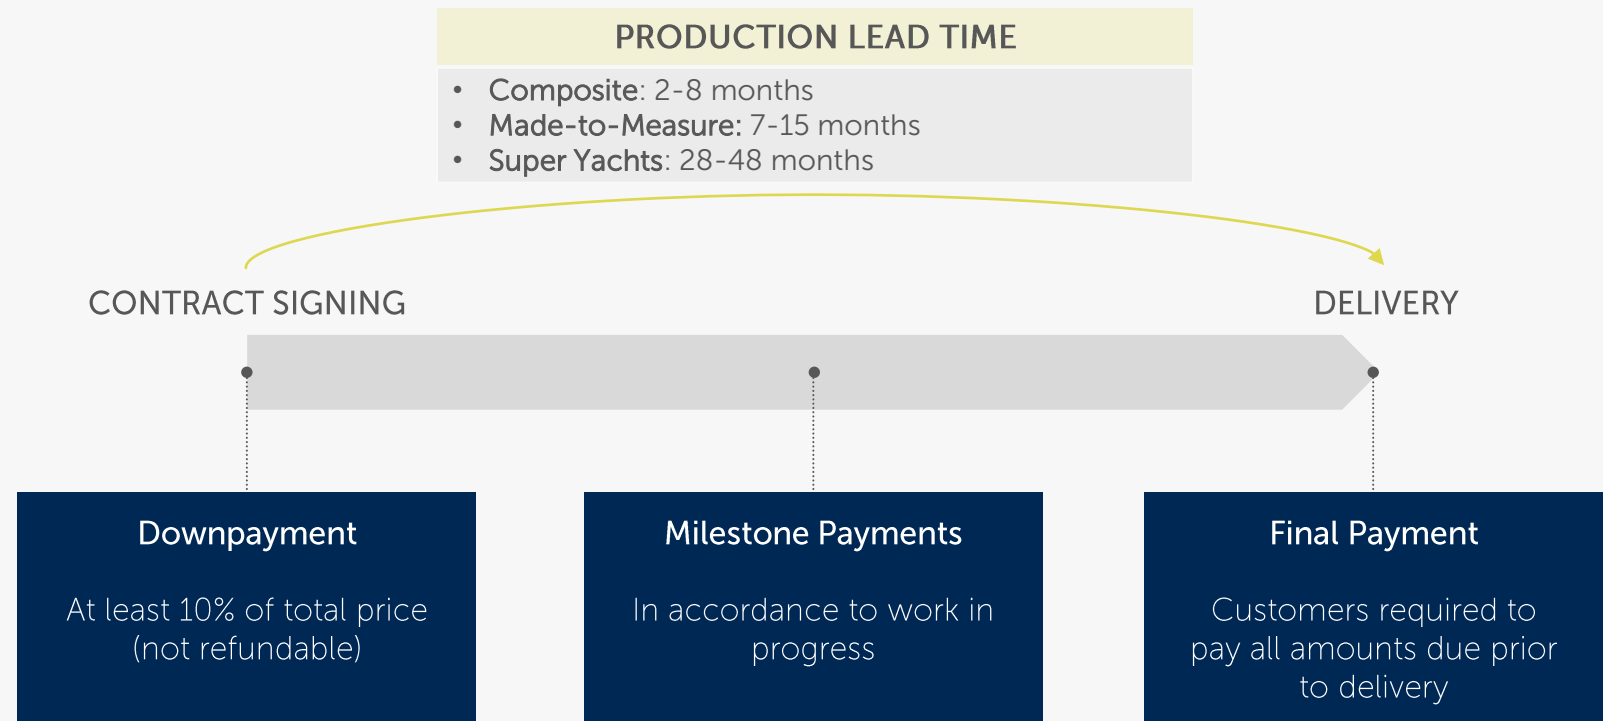 PRODUCTION LEAD TIME
• Composite: 2-8 months
• Made-to-Measure: 7-15 months
• Super Yachts: 28-48 months
CONTRACT SIGNING
DELIVERY
Downpayment
At least 10% of total price
(not refundable)
Milestone Payments
In accordance to work in
progress
Final Payment
Customers required to
pay all amounts due prior
to delivery